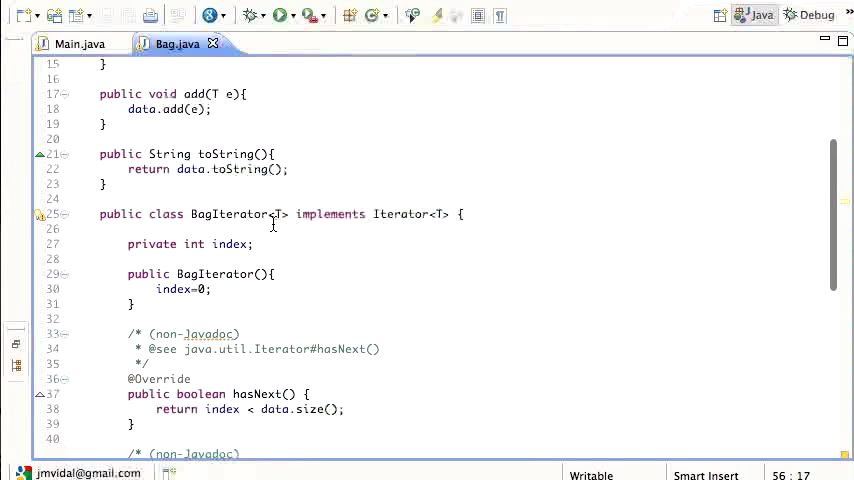 Java
Debug
»
Main.java
Bag.java
15 }
16
17 public void add(T e){
18 data.add(e);
19 }
20
21 public String toString(){
22 return data.toString();
23 }
24
25 public class BagIterator<T> implements Iterator<T> {
26
27 private int index;
28
29 public BagIterator(){
30 index=0;
31 }
32
33 /* (non-Javadoc)
34 * @see java.util.Iterator#hasNext()
35 */
36 @Override
37 public boolean hasNext() {
38 return index < data.size();
39 }
40
/* (non-Javadoc)
jmvidal@gmail.com
Writable
Smart Insert
56 : 17